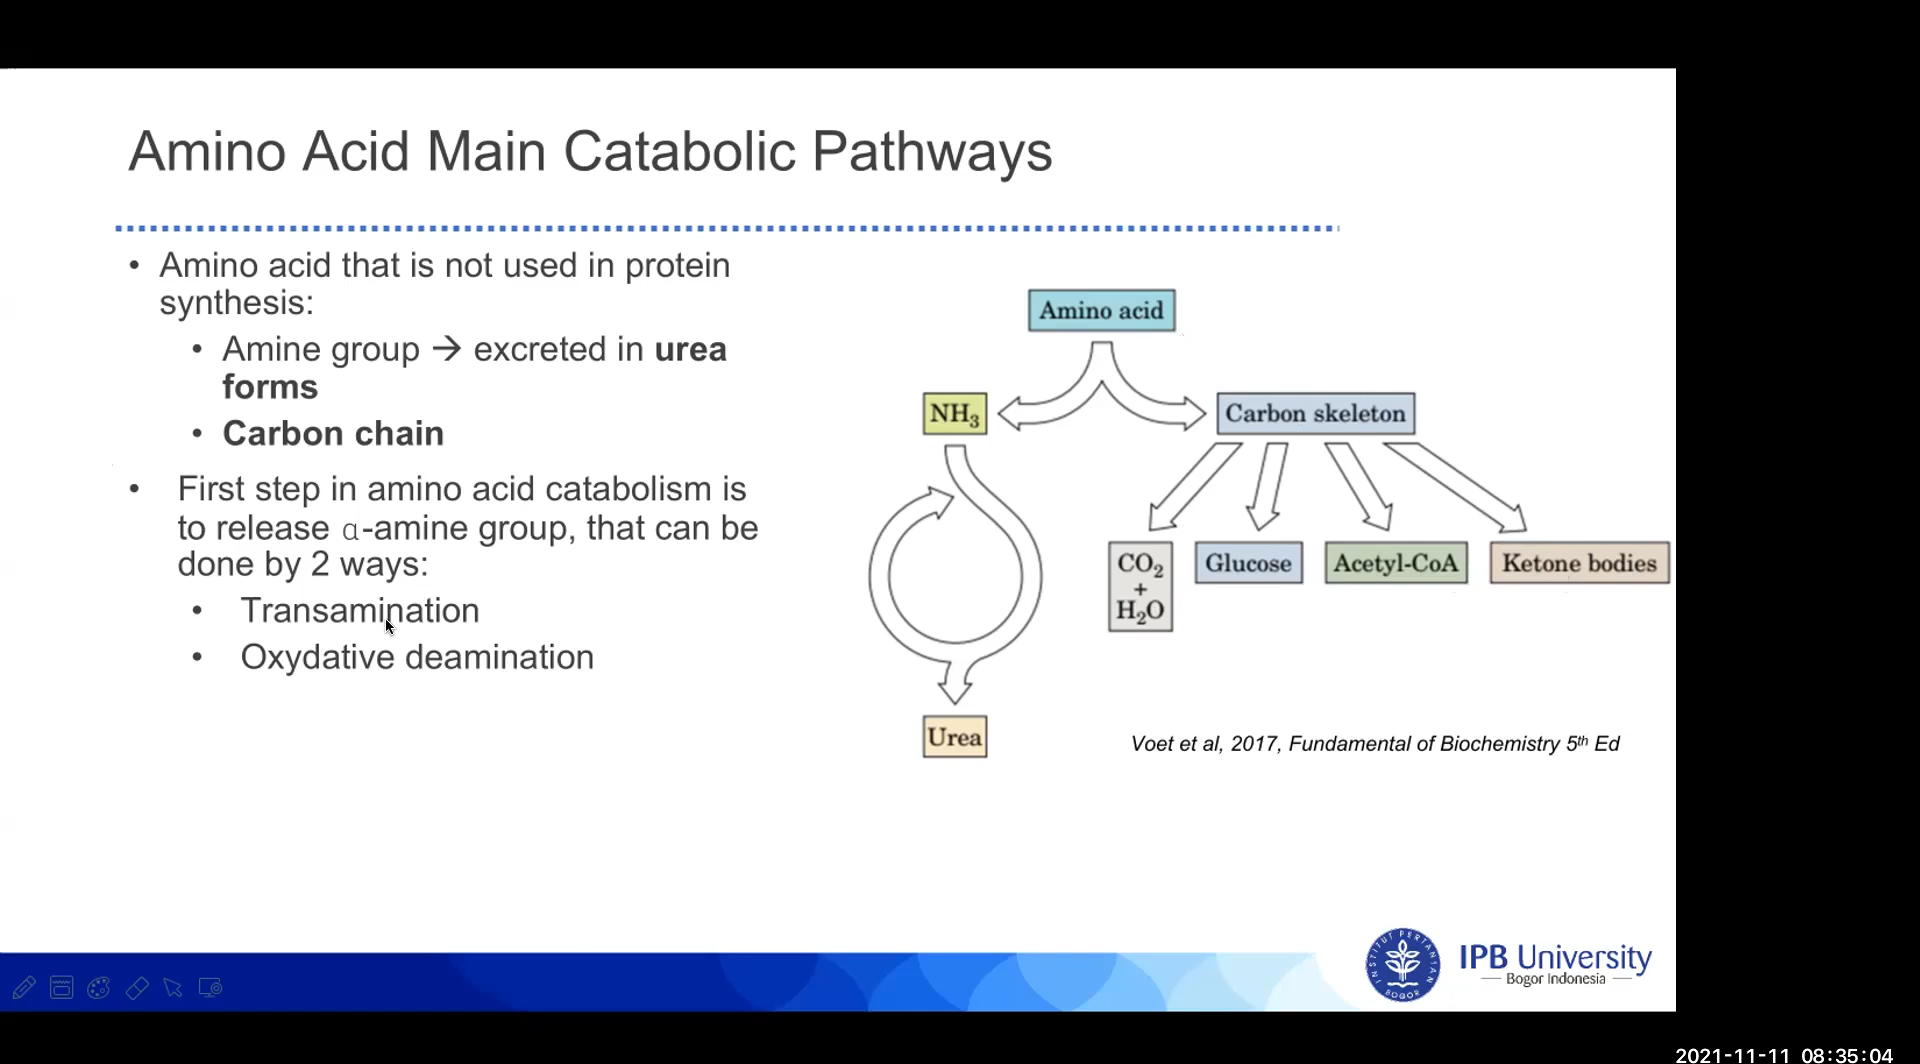 Amino Acid Main Catabolic Pathways
• Amino acid that is not used in protein
synthesis:
• Amine group → excreted in urea
forms
• Carbon chain
• First step in amino acid catabolism is
to release α-amine group, that can be
done by 2 ways:
• Transamination
• Oxydative deamination
Amino acid
NH₃
Carbon skeleton
CO₂
+
H₂O
Glucose
Acetyl-CoA
Ketone bodies
Urea
Voet et al, 2017, Fundamental of Biochemistry 5th Ed
INSTITUT PERTANIAN
BOGOR
IPB University
Bogor Indonesia
2021-11-11 08:35:04